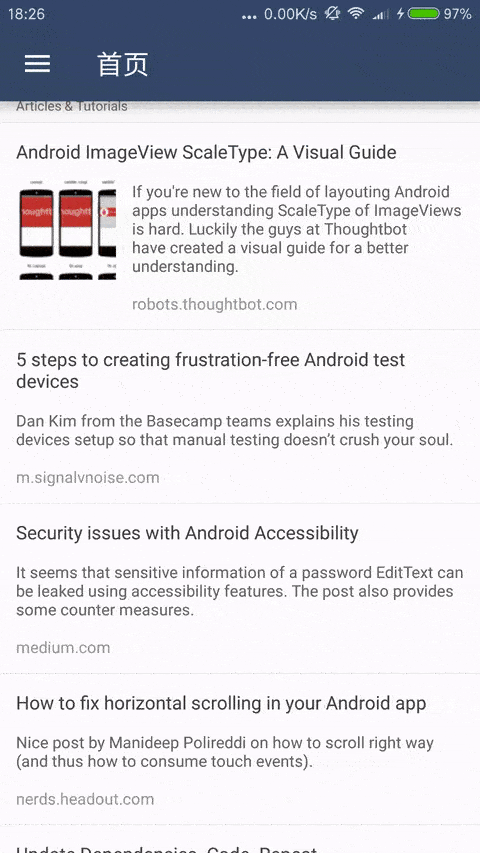 18:26 ... 0.00K/s 97%
首页
Articles & Tutorials
Android ImageView ScaleType: A Visual Guide
If you're new to the field of layouting Android
apps understanding ScaleType of ImageViews
is hard. Luckily the guys at Thoughtbot
have created a visual guide for a better
understanding.
robots.thoughtbot.com
5 steps to creating frustration-free Android test
devices
Dan Kim from the Basecamp teams explains his testing
devices setup so that manual testing doesn’t crush your soul.
m.signalvnoise.com
Security issues with Android Accessibility
It seems that sensitive information of a password EditText can
be leaked using accessibility features. The post also provides
some counter measures.
medium.com
How to fix horizontal scrolling in your Android app
Nice post by Manideep Polireddi on how to scroll right way
(and thus how to consume touch events).
nerds.headout.com
Update Dependencies, Code, Repeat